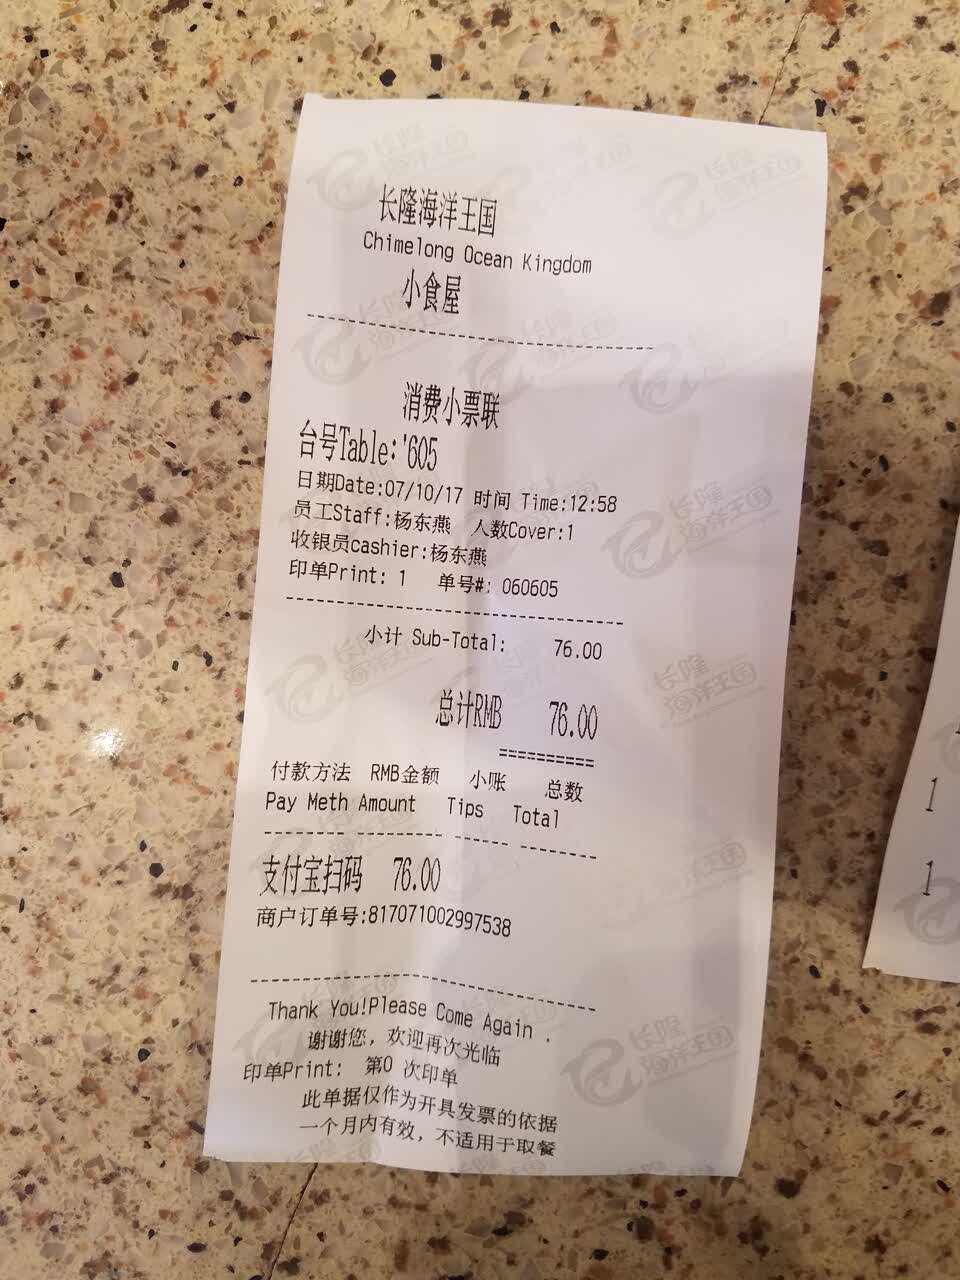 长隆海洋王国
Chimelong Ocean Kingdom
小食屋
消费小票联
台号Table:'605
日期Date:07/10/17 时间 Time:12:58
员工Staff:杨东燕 人数Cover:1
收银员cashier:杨东燕
印单Print: 1 单号#: 060605
小计 Sub-Total: 76.00
总计RMB 76.00
==========
付款方法 RMB金额 小账 总数
Pay Meth Amount Tips Total
支付宝扫码 76.00
商户订单号:817071002997538
Thank You!Please Come Again .
谢谢您，欢迎再次光临
印单Print: 第0 次印单
此单据仅作为开具发票的依据
一个月内有效，不适用于取餐
1
1